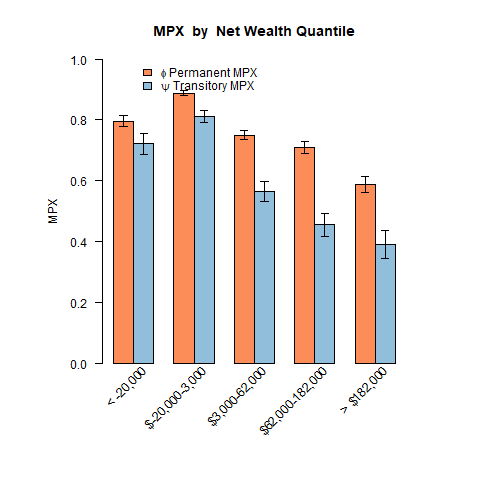 MPX by Net Wealth Quantile
ϕ Permanent MPX
ψ Transitory MPX
1.0
0.8
0.6
0.4
0.2
0.0
MPX
< -20,000
$-20,000-3,000
$3,000-62,000
$62,000-182,000
> $182,000